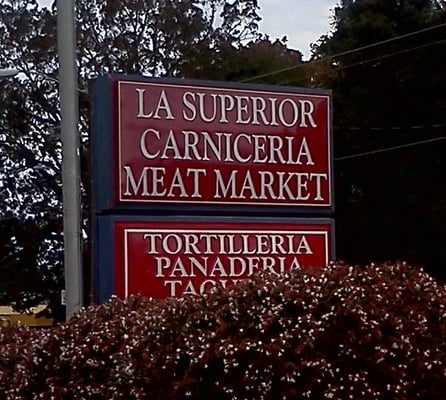 LA SUPERIOR
CARNICERIA
MEAT MARKET
TORTILLERIA
PANADERIA